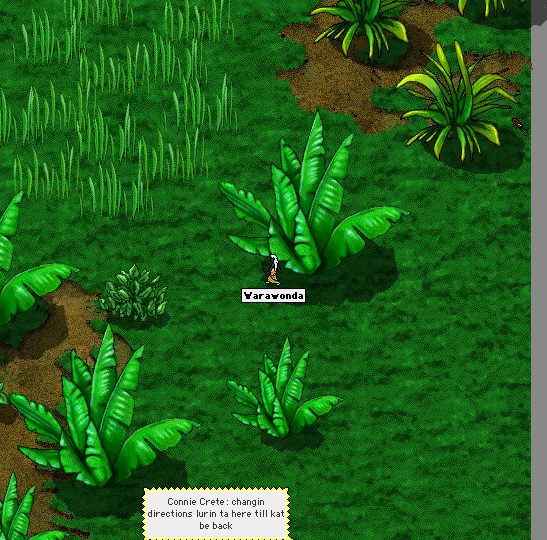 Warawonda
Connie Crete: changin
directions lurin ta here till kat
be back